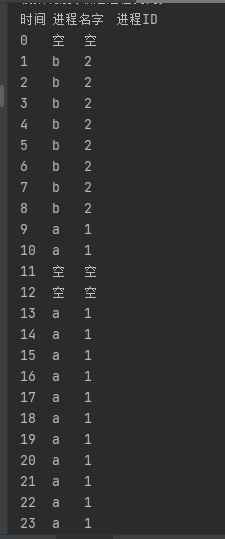 时间 进程名字 进程ID
0 空 空
1 b 2
2 b 2
3 b 2
4 b 2
5 b 2
6 b 2
7 b 2
8 b 2
9 a 1
10 a 1
11 空 空
12 空 空
13 a 1
14 a 1
15 a 1
16 a 1
17 a 1
18 a 1
19 a 1
20 a 1
21 a 1
22 a 1
23 a 1